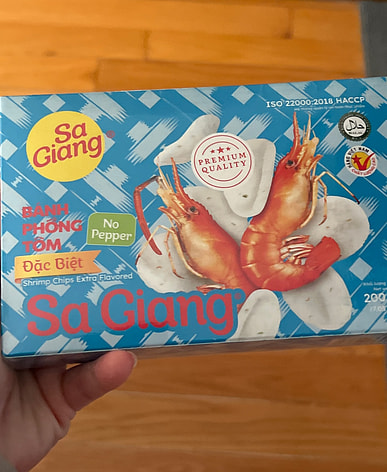 ISO 22000:2018, HACCP
Sa
Giang
PREMIUM
QUALITY
BÁNH
PHỒNG
TÔM
No
Pepper
Đặc Biệt
Shrimp Chips Extra Flavored
Sa Giang
200